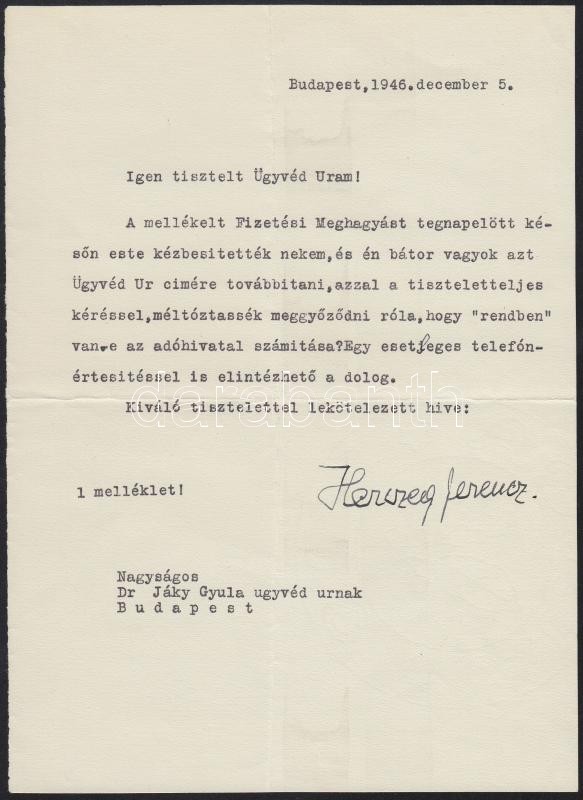 Budapest,1946.december 5.
Igen tisztelt Ügyvéd Uram!
A mellékelt Fizetési Meghagyást tegnapelött ké-
sőn este kézbesitették nekem,és én bátor vagyok azt
Ügyvéd Ur cimére továbbitani,azzal a tiszteletteljes
kéréssel,méltóztassék meggyőződni róla,hogy "rendben"
van-e az adóhivatal számitása?Egy esetleges telefón-
értesitéssel is elintézhető a dolog.
darabanth
Kiváló tisztelettel lekötelezett hive:
1 melléklet!
Herczeg Ferencz.
Nagyságos
Dr Jáky Gyula ugyvéd urnak
B u d a p e s t